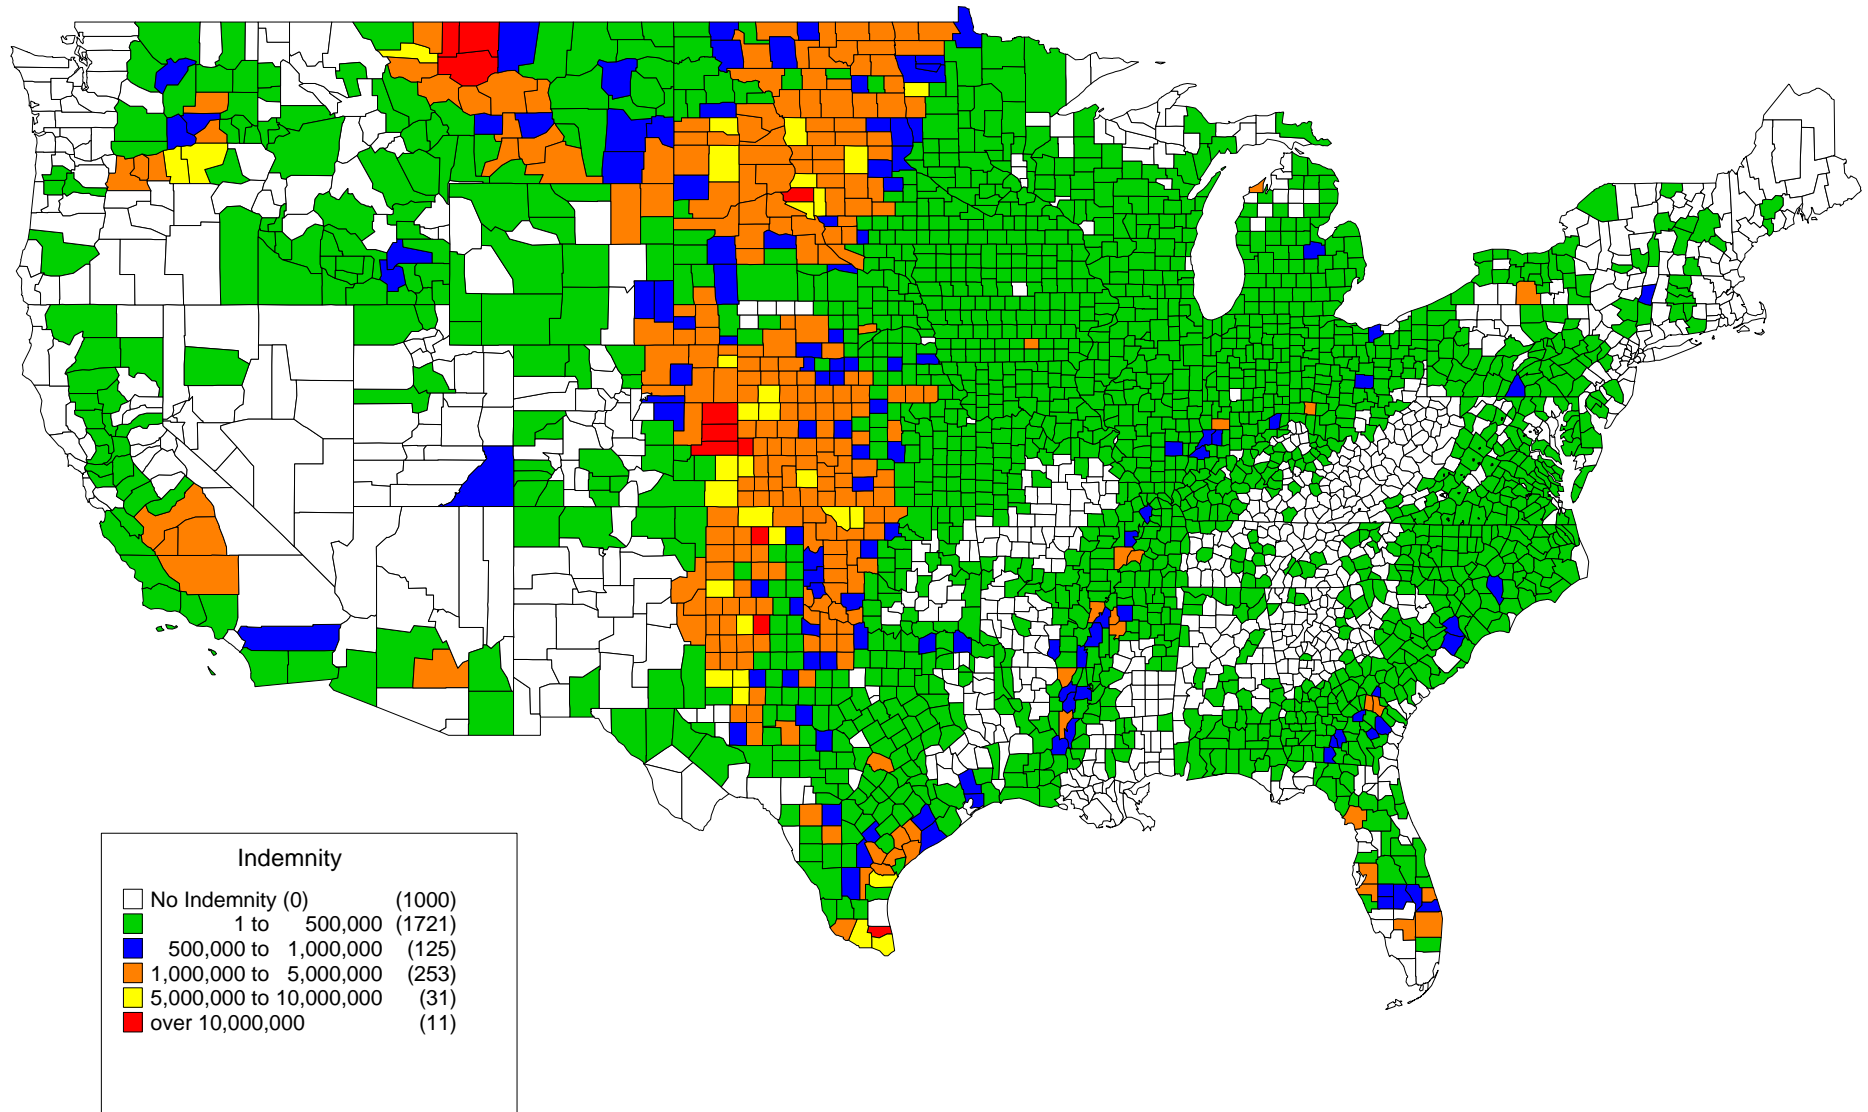 Indemnity
No Indemnity (0) (1000)
1 to 500,000 (1721)
500,000 to 1,000,000 (125)
1,000,000 to 5,000,000 (253)
5,000,000 to 10,000,000 (31)
over 10,000,000 (11)